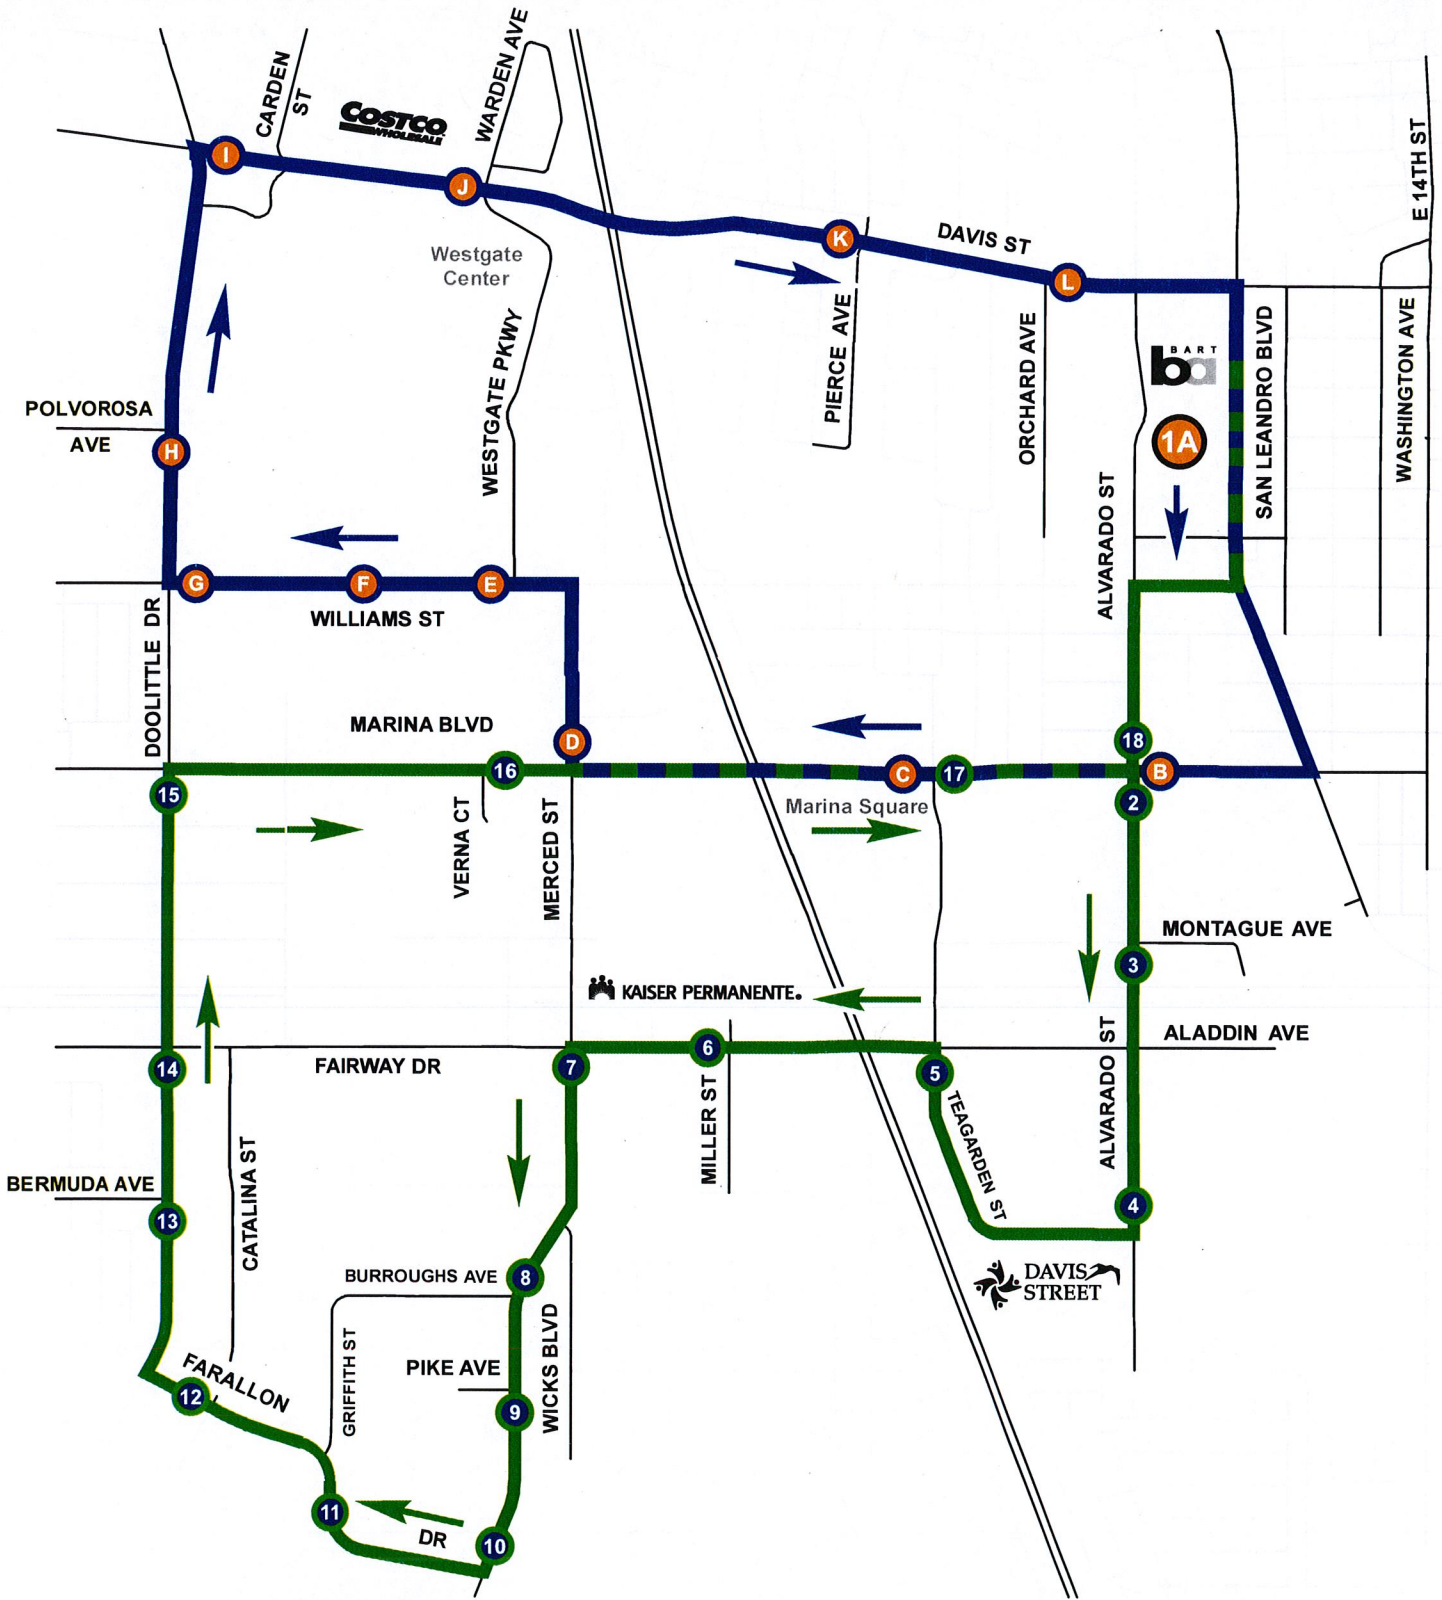 WARDEN AVE
CARDEN
ST
COSTCO
WHOLESALE
E 14TH ST
I
J
K
DAVIS ST
L
Westgate
Center
PIERCE AVE
ORCHARD AVE
BART
ba
SAN LEANDRO BLVD
WASHINGTON AVE
WESTGATE PKWY
POLVOROSA
AVE
H
1A
ALVARADO ST
G
F
E
WILLIAMS ST
DOOLITTLE DR
MARINA BLVD
D
18
16
C
17
B
15
2
Marina Square
VERNA CT
MERCED ST
MONTAGUE AVE
3
KAISER PERMANENTE.
ALADDIN AVE
ALVARADO ST
14
FAIRWAY DR
7
6
5
MILLER ST
TEAGARDEN ST
CATALINA ST
BERMUDA AVE
13
4
BURROUGHS AVE
8
DAVIS
STREET
GRIFFITH ST
PIKE AVE
WICKS BLVD
FARALLON
12
9
11
DR
10